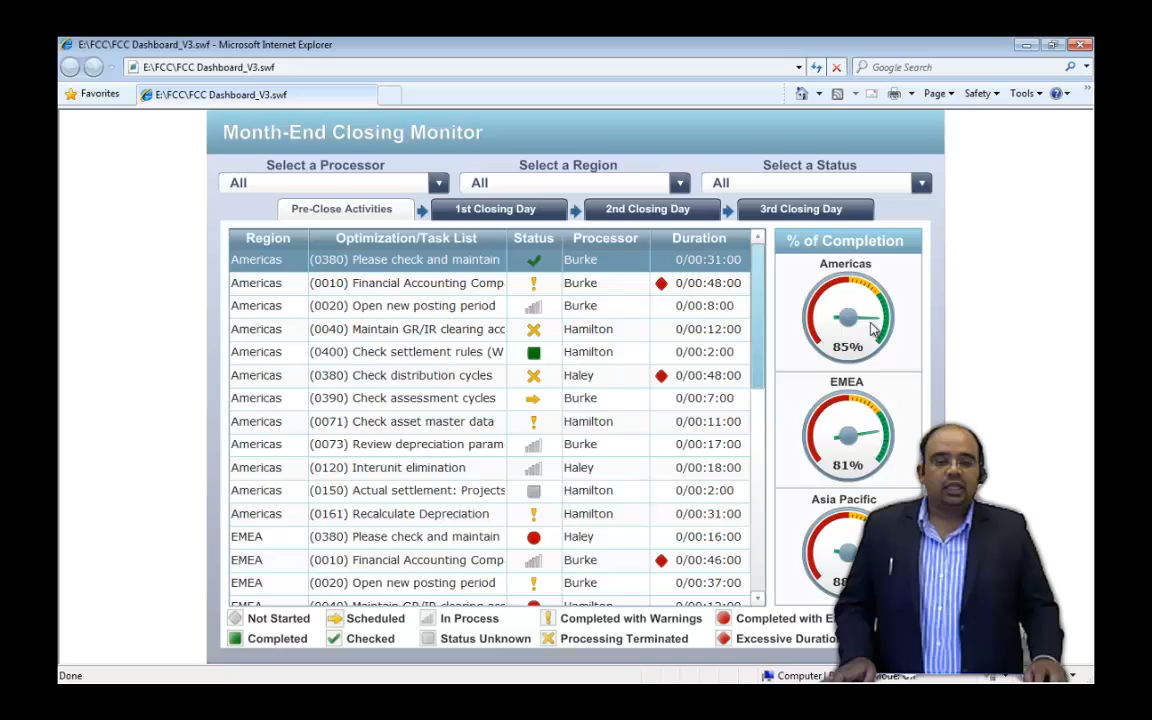 E:\FCC\FCC Dashboard_V3.swf - Microsoft Internet Explorer
E:\FCC\FCC Dashboard_V3.swf
Google Search
Favorites
E:\FCC\FCC Dashboard_V3.swf
Page
Safety
Tools
Month-End Closing Monitor
Select a Processor Select a Region Select a Status
All All All
Pre-Close Activities 1st Closing Day 2nd Closing Day 3rd Closing Day
Region Optimization/Task List Status Processor Duration
Americas (0380) Please check and maintain Burke 0/00:31:00
Americas (0010) Financial Accounting Comp Burke 0/00:48:00
Americas (0020) Open new posting period Burke 0/00:8:00
Americas (0040) Maintain GR/IR clearing acc Hamilton 0/00:12:00
Americas (0400) Check settlement rules (W Hamilton 0/00:2:00
Americas (0380) Check distribution cycles Haley 0/00:48:00
Americas (0390) Check assessment cycles Burke 0/00:7:00
Americas (0071) Check asset master data Hamilton 0/00:11:00
Americas (0073) Review depreciation param Burke 0/00:17:00
Americas (0120) Interunit elimination Haley 0/00:18:00
Americas (0150) Actual settlement: Projects Hamilton 0/00:2:00
Americas (0161) Recalculate Depreciation Hamilton 0/00:31:00
EMEA (0380) Please check and maintain Haley 0/00:16:00
EMEA (0010) Financial Accounting Comp Burke 0/00:46:00
EMEA (0020) Open new posting period Burke 0/00:37:00
EMEA (0040) Maintain GR/IR clearing acc Hamilton
% of Completion
Americas
85%
EMEA
81%
Asia Pacific
Not Started Scheduled In Process Completed with Warnings Completed with E
Completed Checked Status Unknown Processing Terminated Excessive Duratio
Done
Computer